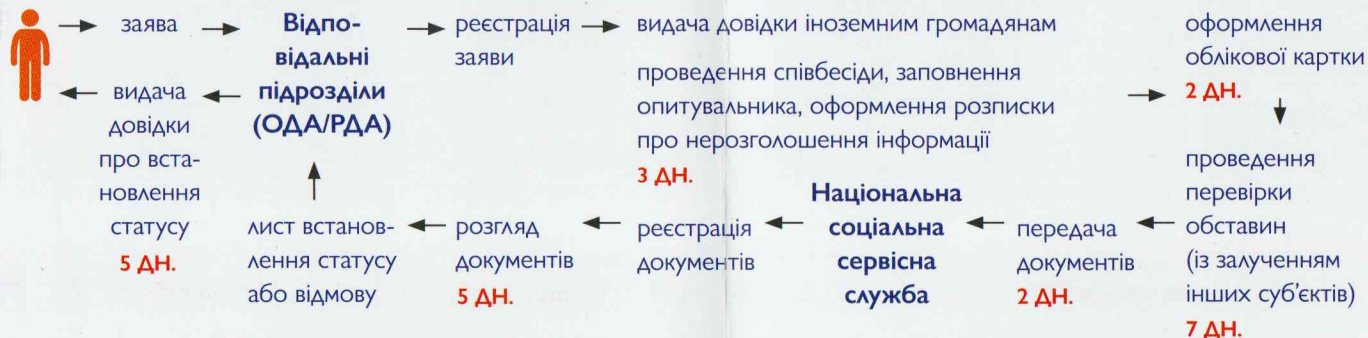 заява
Відпо-
відальні
підрозділи
(ОДА/РДА)
реєстрація
заяви
видача довідки іноземним громадянам
проведення співбесіди, заповнення
опитувальника, оформлення розписки
про нерозголошення інформації
3 ДН.
оформлення
облікової картки
2 ДН.
проведення
перевірки
обставин
(із залученням
інших суб'єктів)
7 ДН.
передача
документів
2 ДН.
Національна
соціальна
сервісна
служба
реєстрація
документів
розгляд
документів
5 ДН.
лист встанов-
лення статусу
або відмову
видача
довідки
про вста-
новлення
статусу
5 ДН.